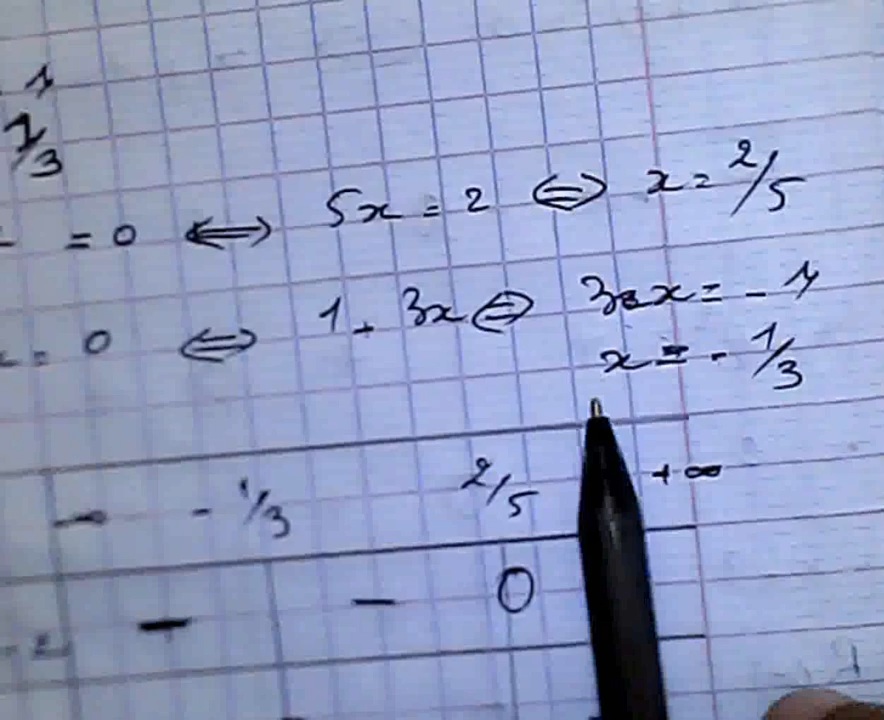 - 1
1/3
= 0 ⟺ 5x = 2 ⟺ x = 2/5
x = 0 ⟺ 1 + 3x ⟺ 3x = - 1
x = - 1/3
-∞ - 1/3 2/5 + ∞
- - 0